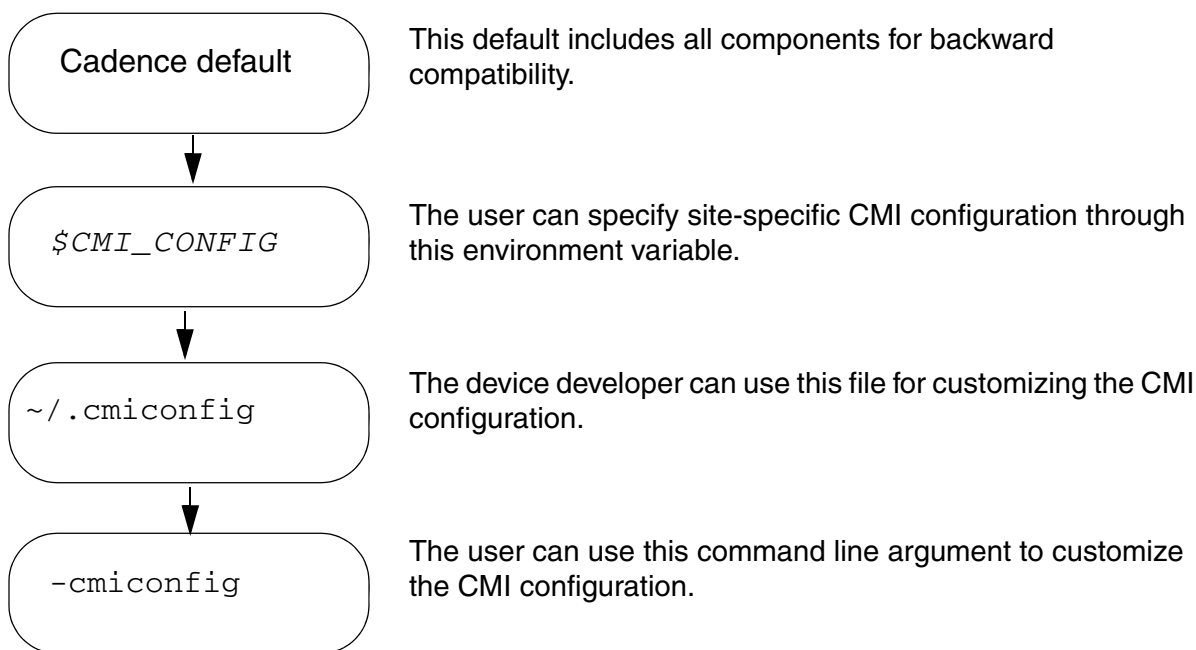 Cadence default
This default includes all components for backward
compatibility.
$CMI_CONFIG
The user can specify site-specific CMI configuration through
this environment variable.
~/.cmiconfig
The device developer can use this file for customizing the CMI
configuration.
-cmiconfig
The user can use this command line argument to customize
the CMI configuration.